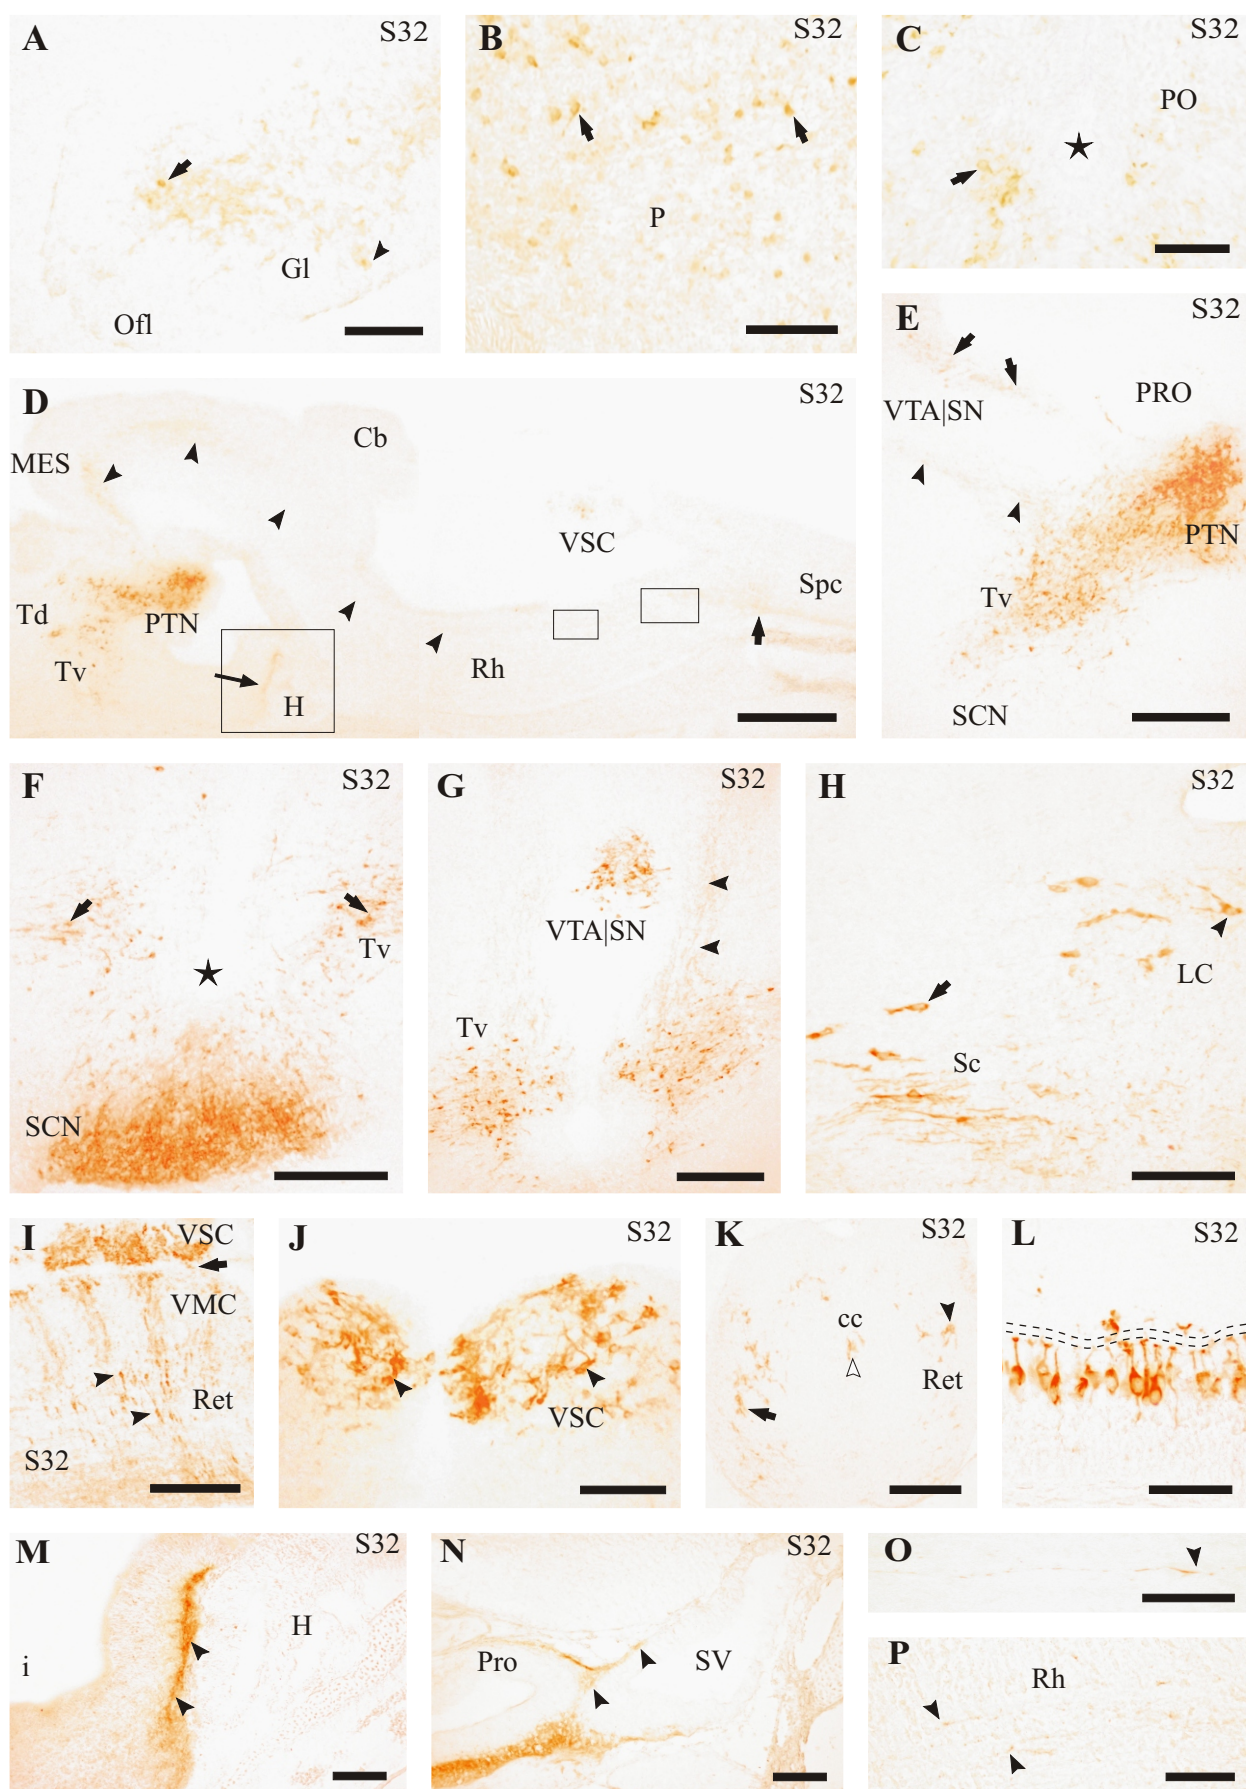 A S32
Gl
Ofl
B S32
P
C S32
PO
D S32
Cb
MES
VSC
Td
PTN
Spc
Tv
Rh
H
E S32
VTA|SN
PRO
PTN
Tv
SCN
F S32
Tv
SCN
G S32
VTA|SN
Tv
H S32
LC
Sc
I VSC
VMC
Ret
S32
J S32
VSC
K S32
cc
Ret
L S32
M S32
H
i
N S32
Pro SV
O
P
Rh